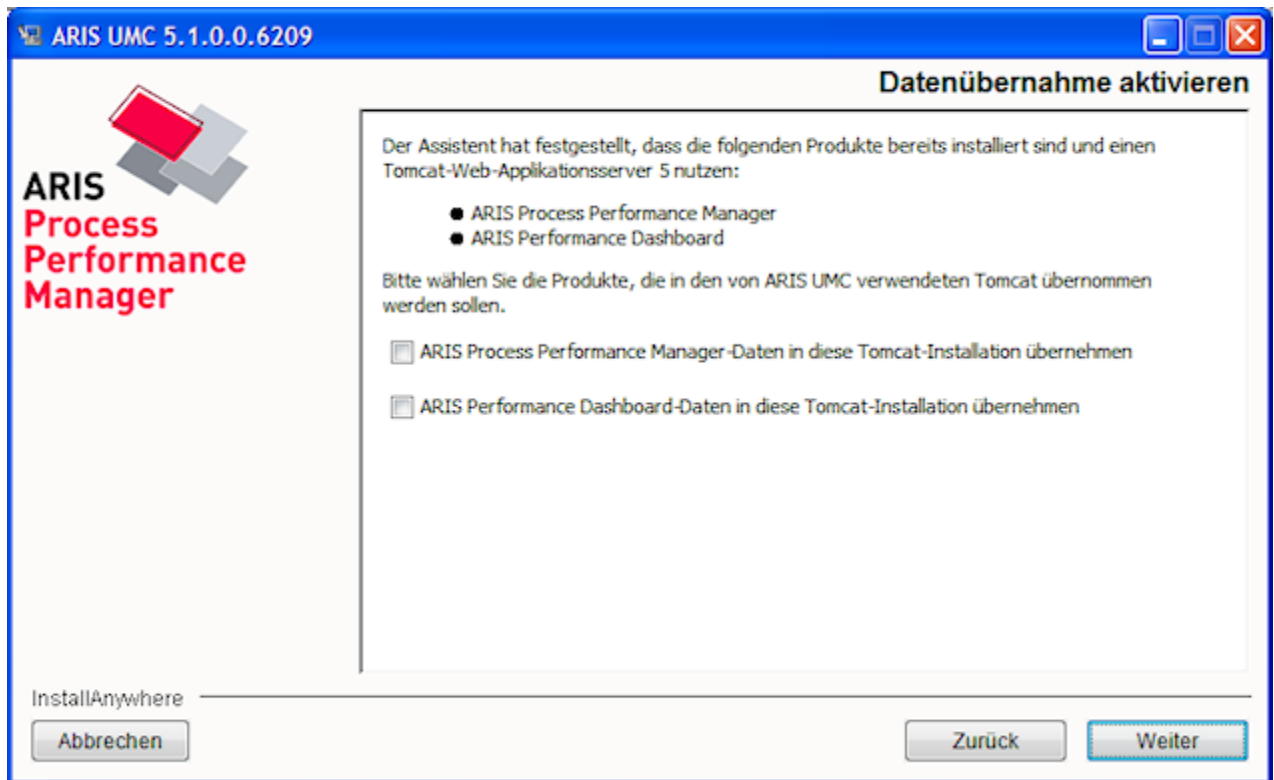 ARIS UMC 5.1.0.0.6209
Datenübernahme aktivieren
ARIS
Process
Performance
Manager
Der Assistent hat festgestellt, dass die folgenden Produkte bereits installiert sind und einen
Tomcat-Web-Applikationsserver 5 nutzen:
● ARIS Process Performance Manager
● ARIS Performance Dashboard
Bitte wählen Sie die Produkte, die in den von ARIS UMC verwendeten Tomcat übernommen
werden sollen.
ARIS Process Performance Manager-Daten in diese Tomcat-Installation übernehmen
ARIS Performance Dashboard-Daten in diese Tomcat-Installation übernehmen
InstallAnywhere
Abbrechen
Zurück
Weiter